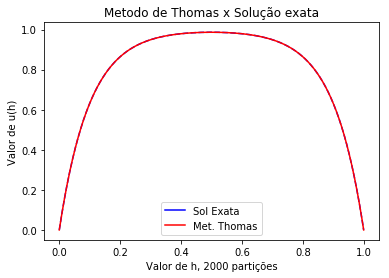 Metodo de Thomas x Solução exata
Valor de u(h)
1.0
0.8
0.6
0.4
0.2
0.0
Sol Exata
Met. Thomas
0.0 0.2 0.4 0.6 0.8 1.0
Valor de h, 2000 partições